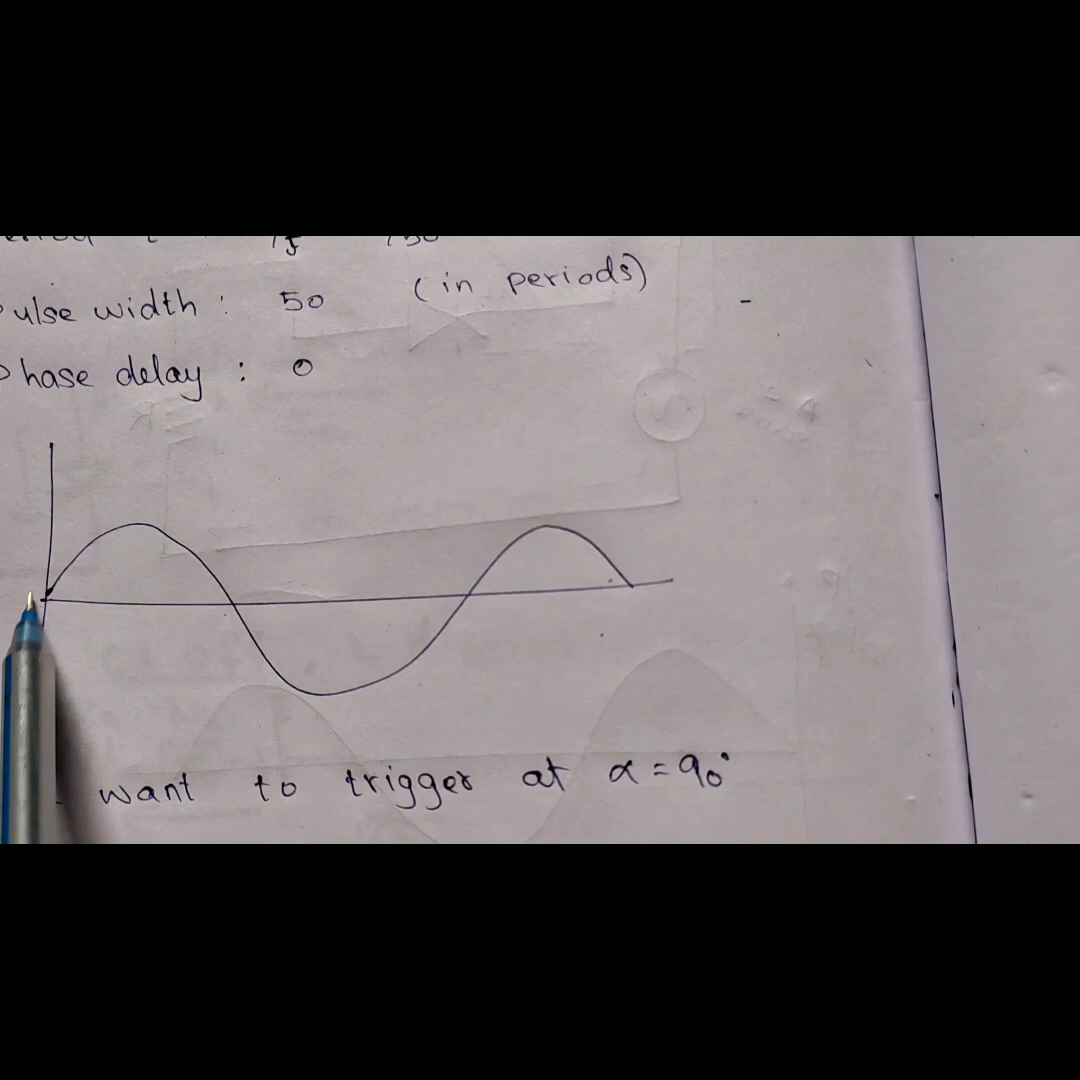 ulse width : 50 (in periods)
hase delay : 0
want to trigger at α = 90°